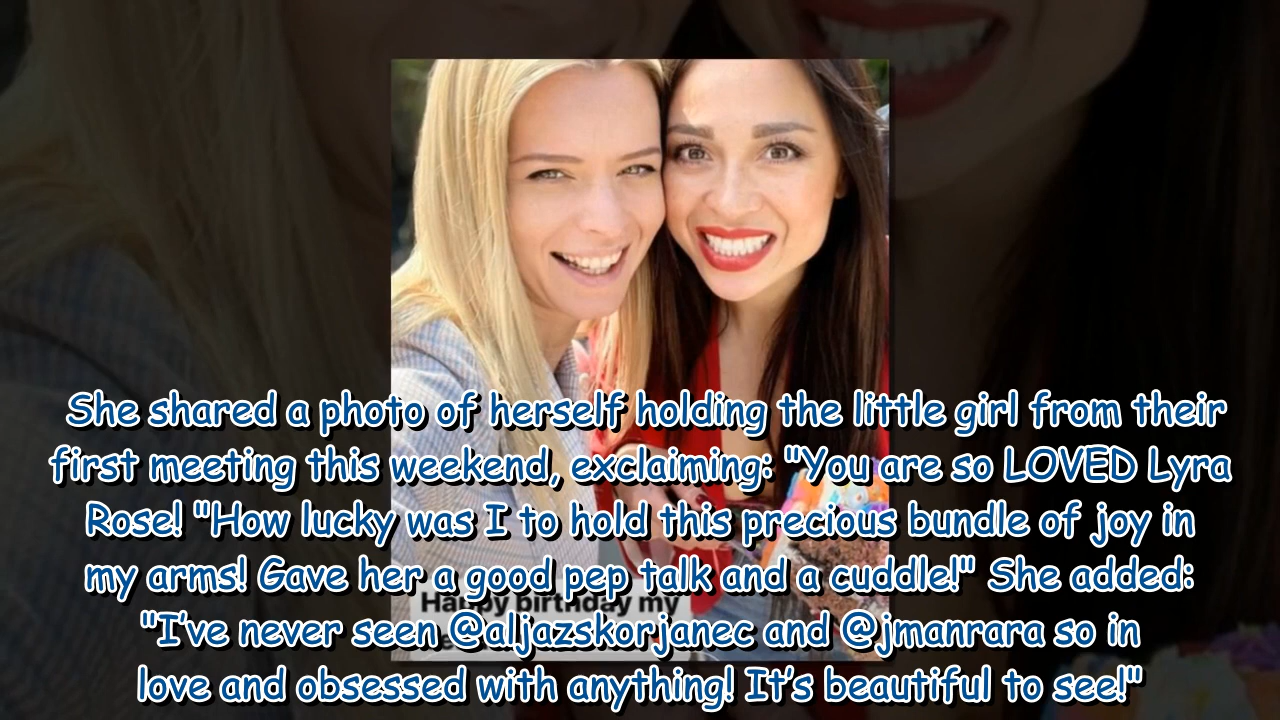 She shared a photo of herself holding the little girl from their
first meeting this weekend, exclaiming: "You are so LOVED Lyra
Rose! "How lucky was I to hold this precious bundle of joy in
my arms! Gave her a good pep talk and a cuddle!" She added:
Happy birthday my
"I've never seen @aljazskorjanec and @jmanrara so in
love and obsessed with anything! It's beautiful to see!"